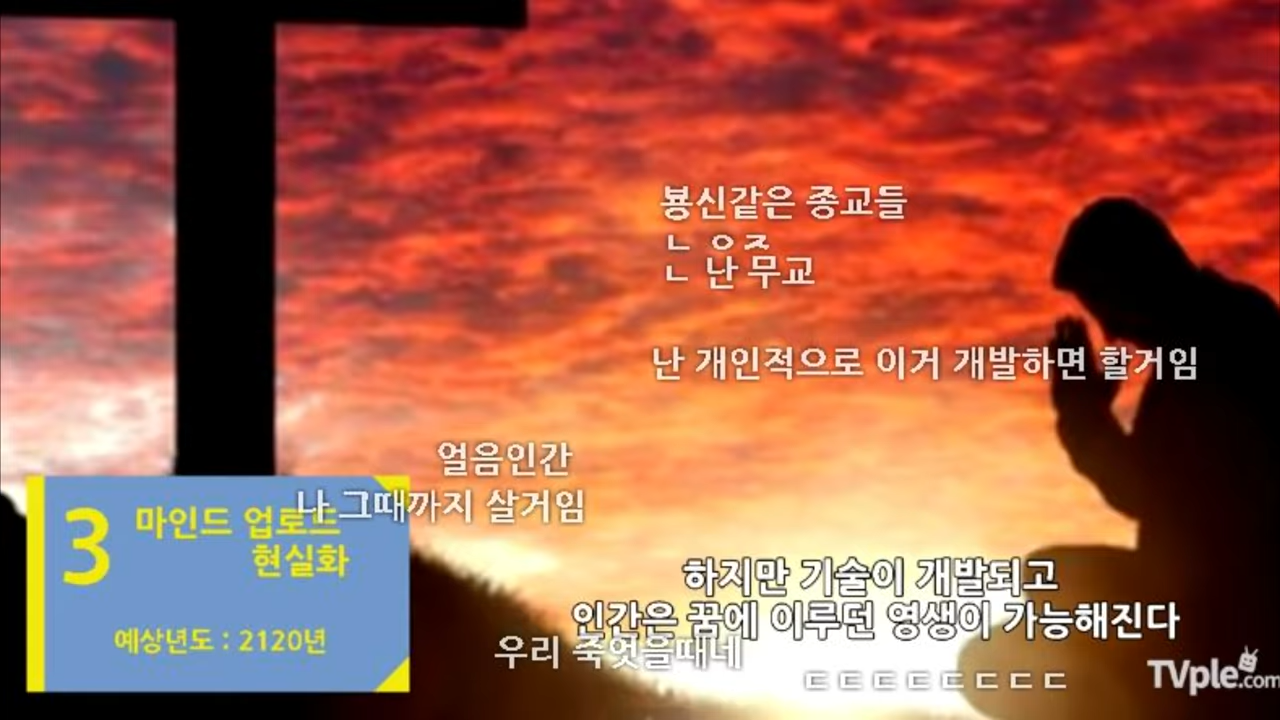 뵹신같은 종교들
ㄴ ㅇㅈ
ㄴ 난 무교
난 개인적으로 이거 개발하면 할거임
얼음인간
나 그때까지 살거임
3 마인드 업로드
현실화
예상년도 : 2120년
하지만 기술이 개발되고
인간은 꿈에 이루던 영생이 가능해진다
우리 죽엇을때네
ㄷㄷㄷㄷㄷㄷㄷㄷ
TVple.com